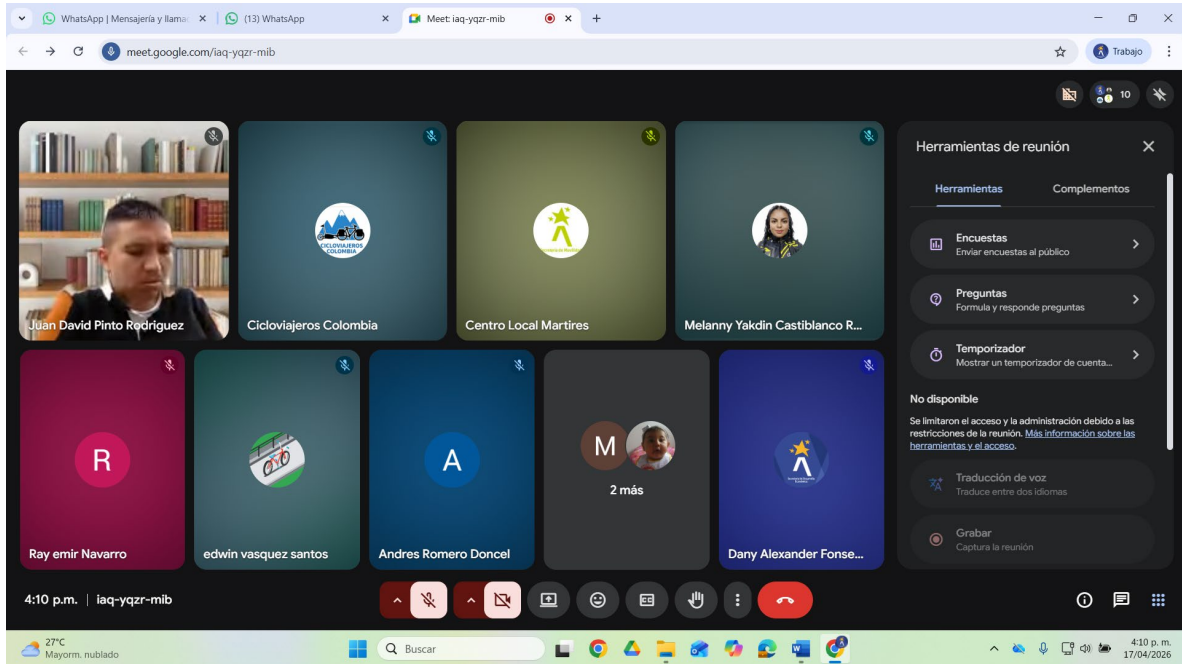 WhatsApp | Mensajería y llama
(13) WhatsApp
Meet: iaq-yqzr-mib
meet.google.com/iaq-yqzr-mib
Trabajo
10
Juan David Pinto Rodriguez
CICLOVIAJEROS
COLOMBIA
Cicloviajeros Colombia
Centro Local Martires
Melanny Yakdin Castiblanco R...
R
Ray emir Navarro
edwin vasquez santos
A
Andres Romero Doncel
M
2 más
Dany Alexander Fonse...
Herramientas de reunión
Herramientas
Complementos
Encuestas
Enviar encuestas al público
Preguntas
Formula y responde preguntas
Temporizador
Mostrar un temporizador de cuenta...
No disponible
Se limitaron el acceso y la administración debido a las
restricciones de la reunión. Más información sobre las
herramientas y el acceso.
Traducción de voz
Traduce entre dos idiomas
Grabar
Captura la reunión
4:10 p.m. | iaq-yqzr-mib
27°C
Mayorm. nublado
Buscar
4:10 p. m.
17/04/2026